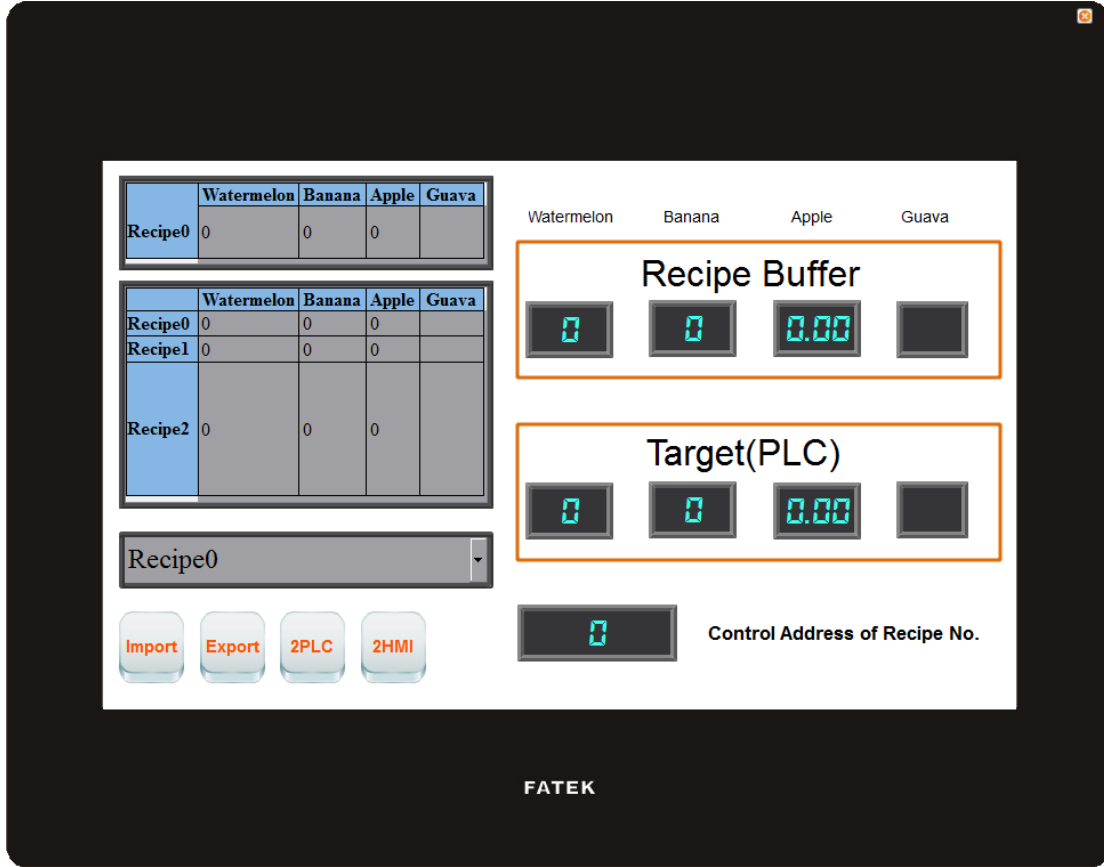 Watermelon Banana Apple Guava
Recipe0 0 0 0
Watermelon Banana Apple Guava
Recipe0 0 0 0
Recipe1 0 0 0
Recipe2 0 0 0
Recipe0
Import Export 2PLC 2HMI
Watermelon Banana Apple Guava
Recipe Buffer
0 0 0.00
Target(PLC)
0 0 0.00
0 Control Address of Recipe No.
FATEK